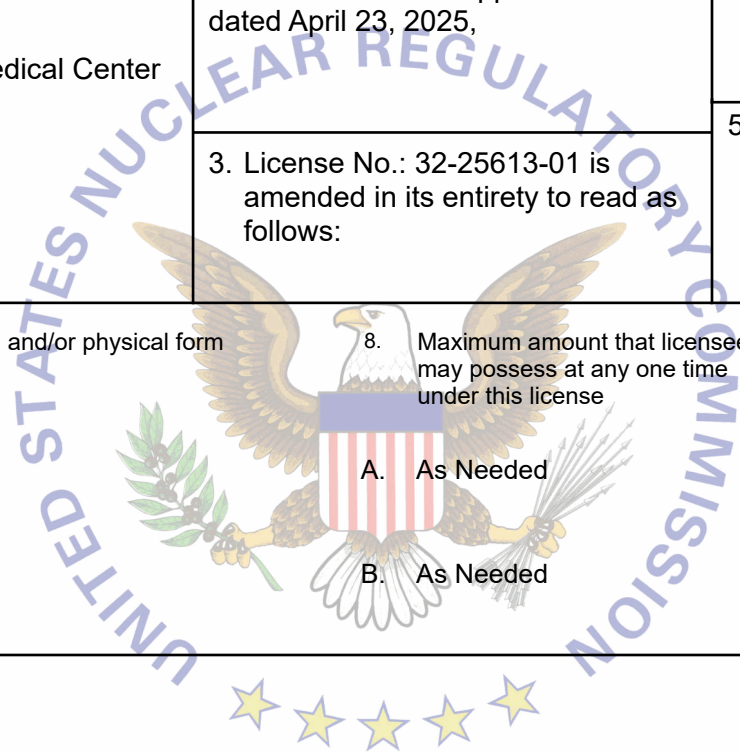 dated April 23, 2025,
edical Center
5
3. License No.: 32-25613-01 is
amended in its entirety to read as
follows:
and/or physical form
8. Maximum amount that licensee
may possess at any one time
under this license
A. As Needed
B. As Needed
UNITED STATES NUCLEAR REGULATORY COMMISSION